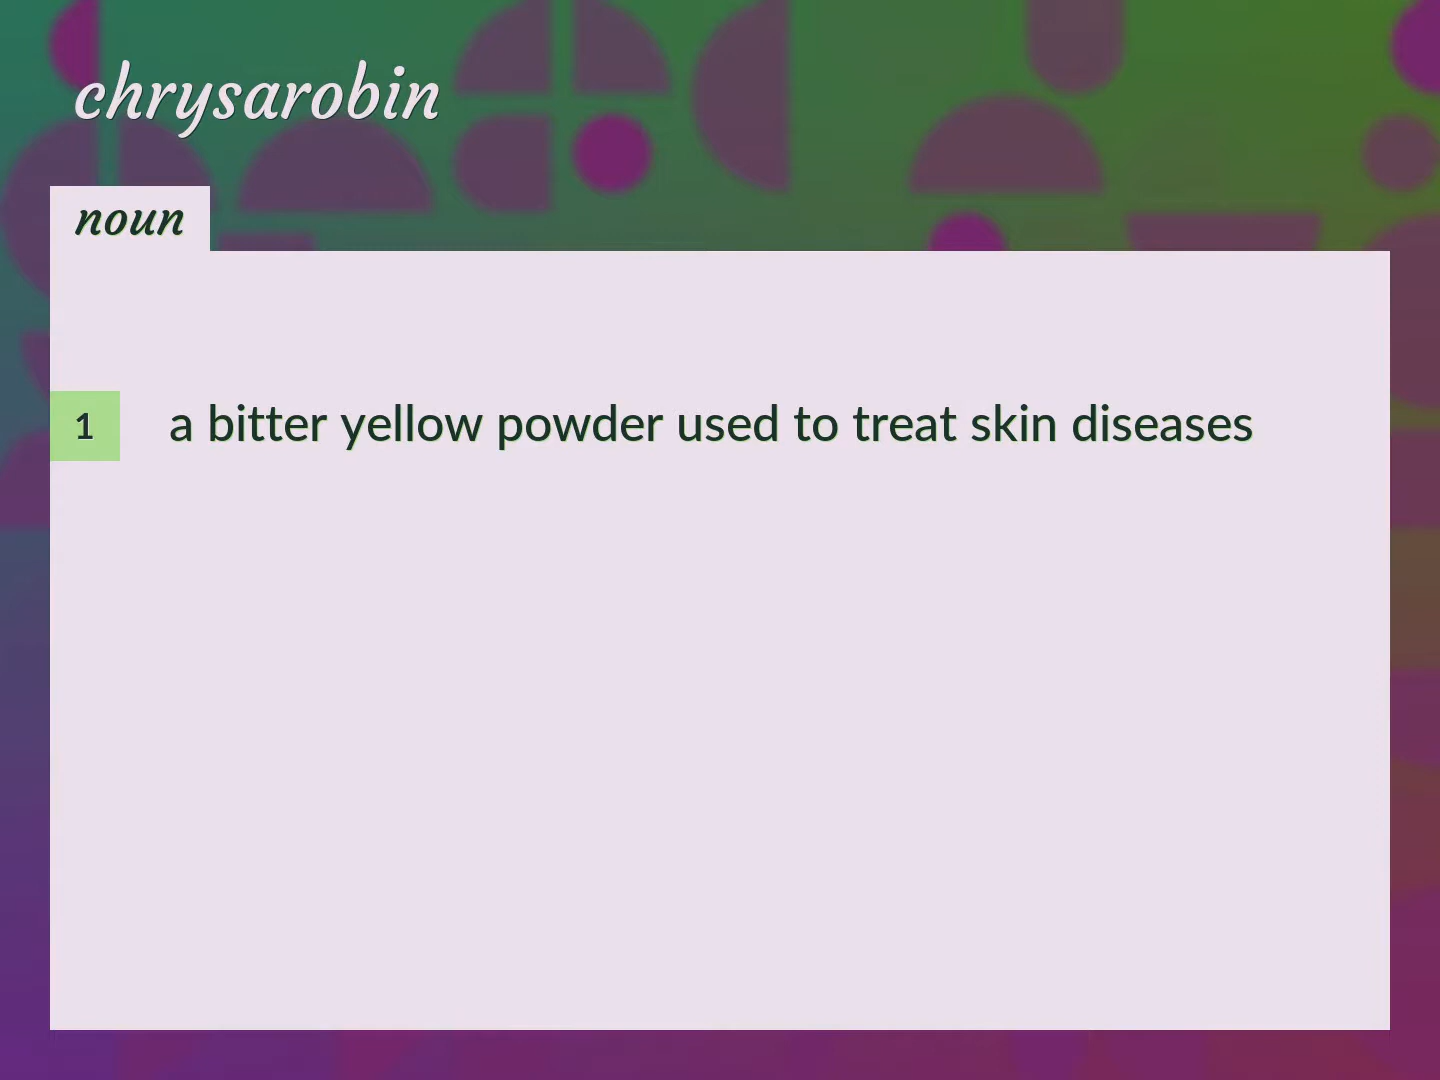 chrysarobin
noun
1 a bitter yellow powder used to treat skin diseases